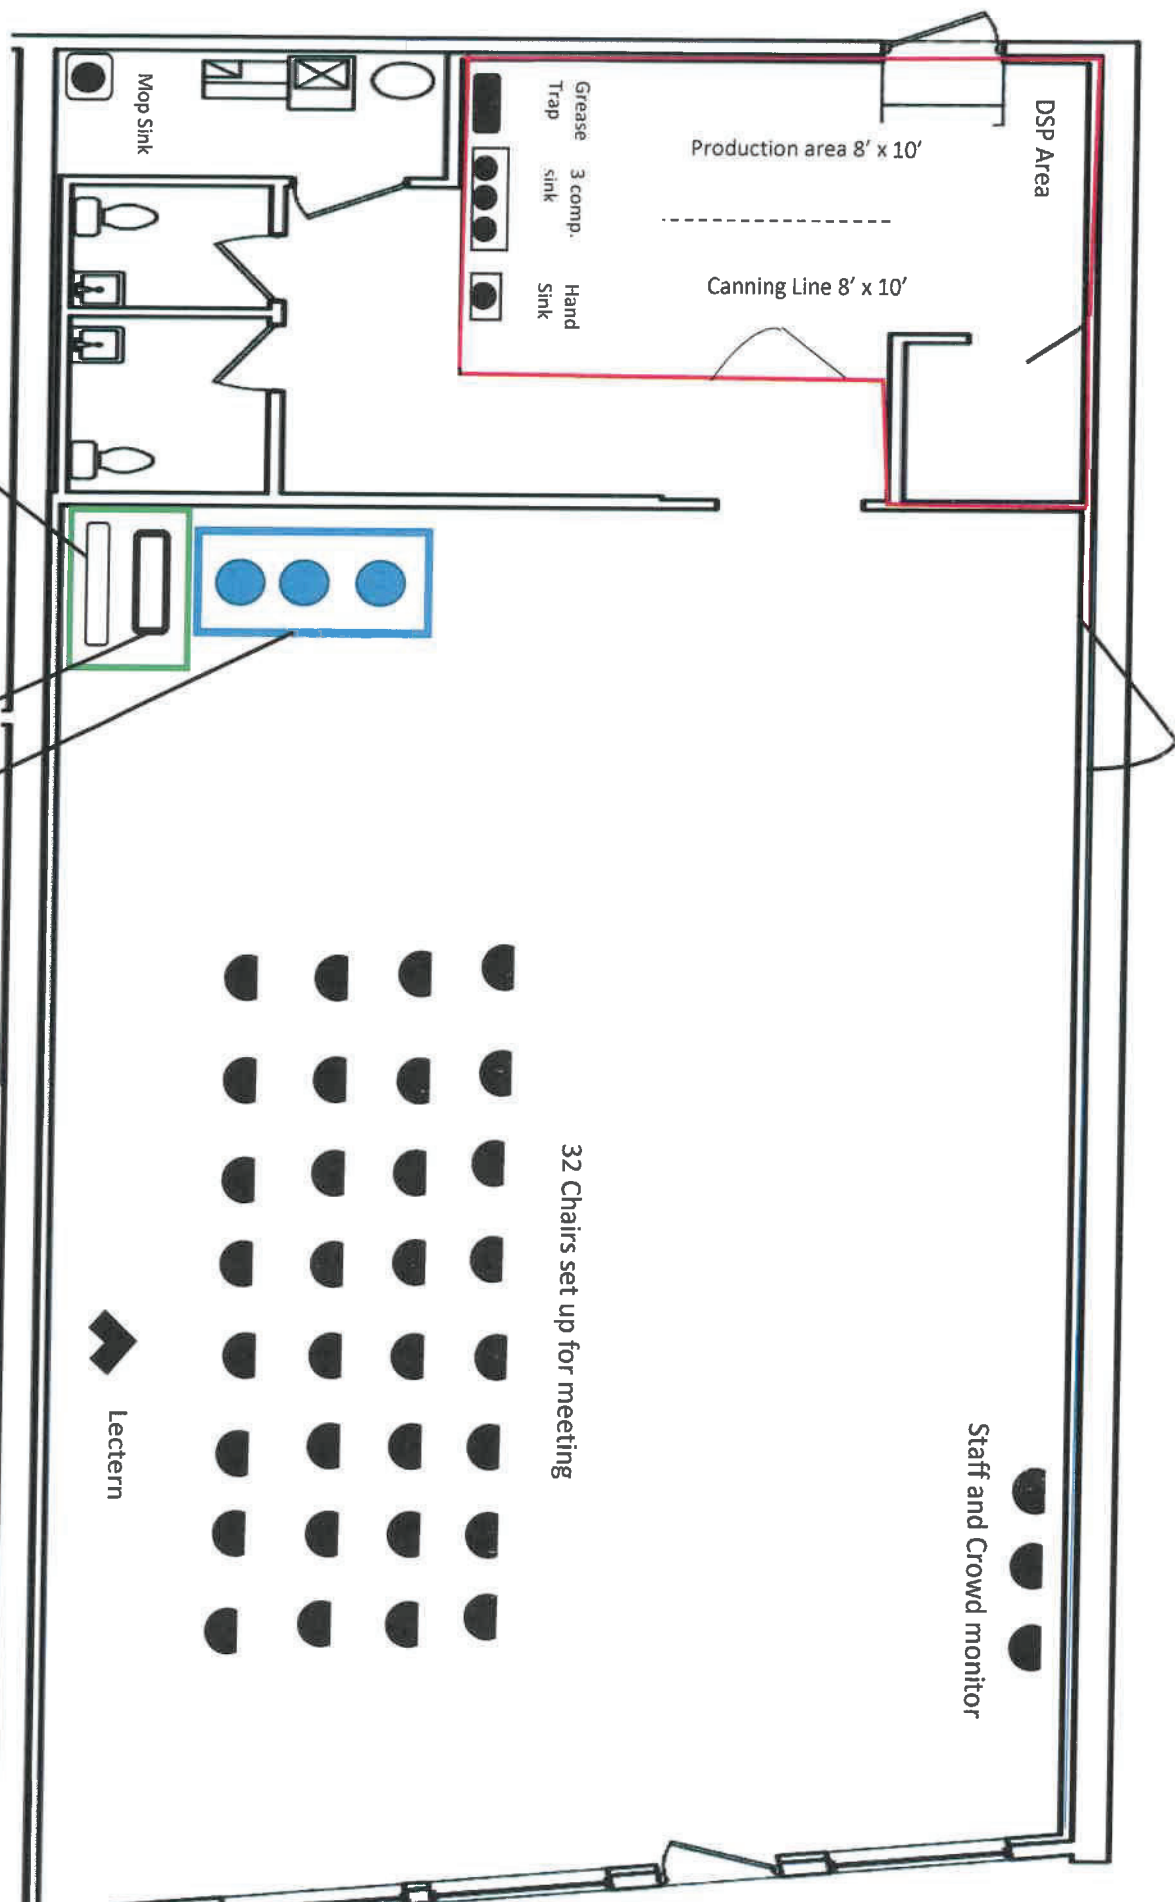 DSP Area
Production area 8' x 10'
Canning Line 8' x 10'
Mop Sink
Grease
Trap
3 comp.
sink
Hand
Sink
32 Chairs set up for meeting
Staff and Crowd monitor
Lectern